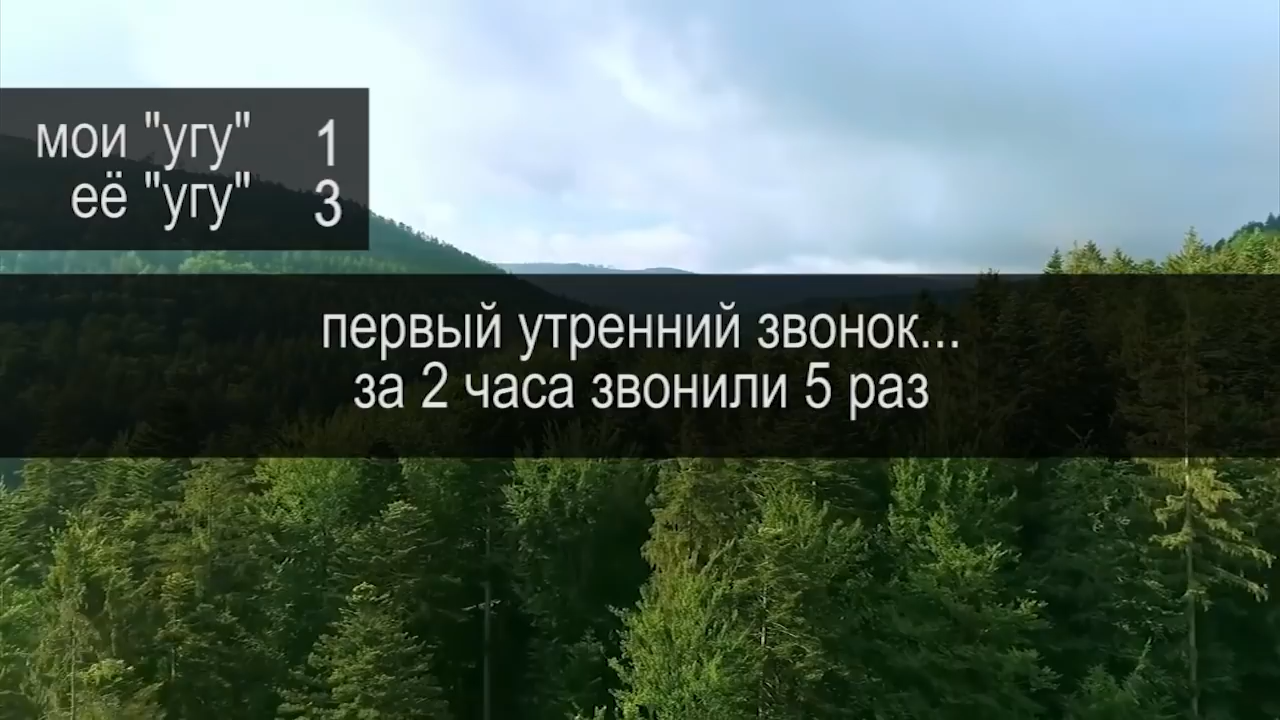 мои "угу" 1
её "угу" 3
первый утренний звонок...
за 2 часа звонили 5 раз